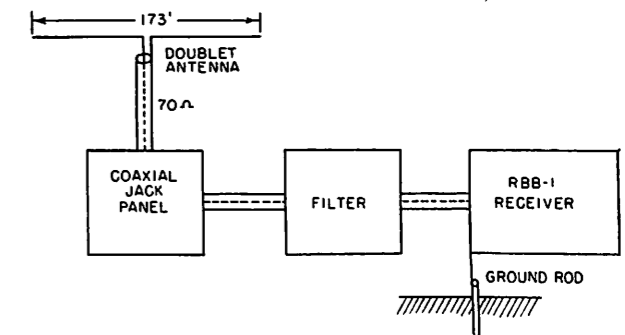 173'
DOUBLET
ANTENNA
70Ω
COAXIAL
JACK
PANEL
FILTER
RBB-1
RECEIVER
GROUND ROD